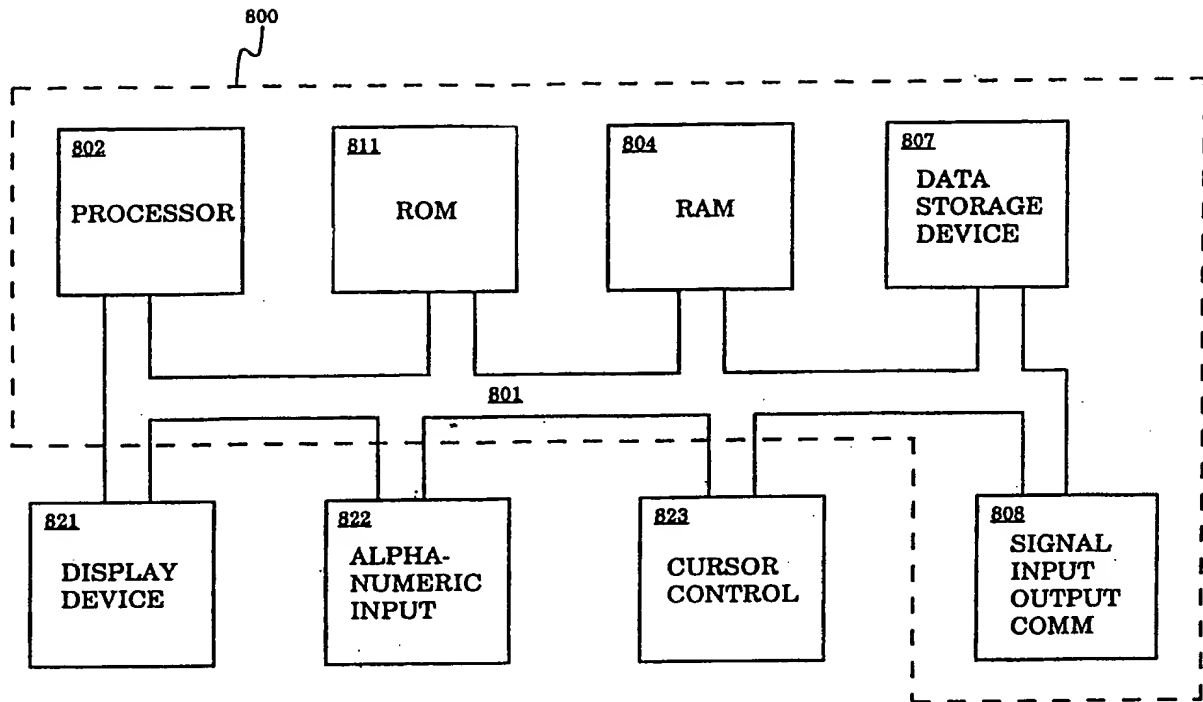 800
802
PROCESSOR
811
ROM
804
RAM
807
DATA
STORAGE
DEVICE
801
821
DISPLAY
DEVICE
822
ALPHA-
NUMERIC
INPUT
823
CURSOR
CONTROL
808
SIGNAL
INPUT
OUTPUT
COMM